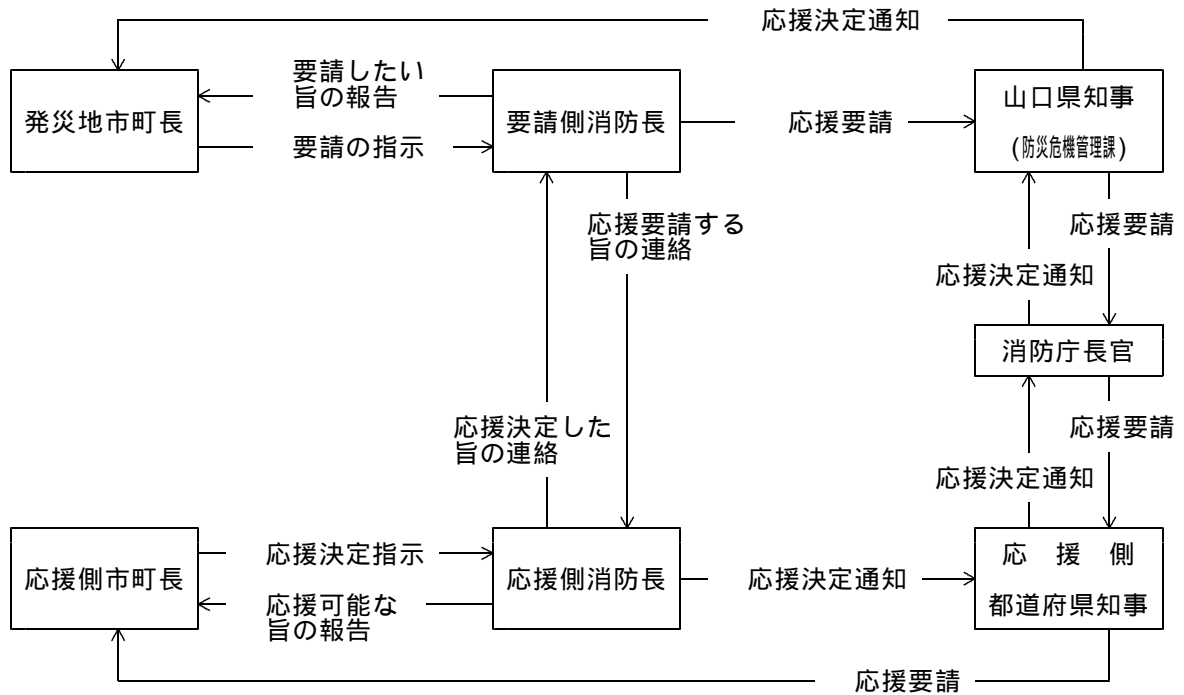 応援決定通知
要請したい
旨の報告
発災地市町長
要請の指示
要請側消防長
応援要請
山口県知事
(防災危機管理課)
応援要請する
旨の連絡
応援要請
応援決定通知
消防庁長官
応援決定した
旨の連絡
応援要請
応援決定通知
応援側市町長
応援決定指示
応援可能な
旨の報告
応援側消防長
応援決定通知
応　援　側
都道府県知事
応援要請